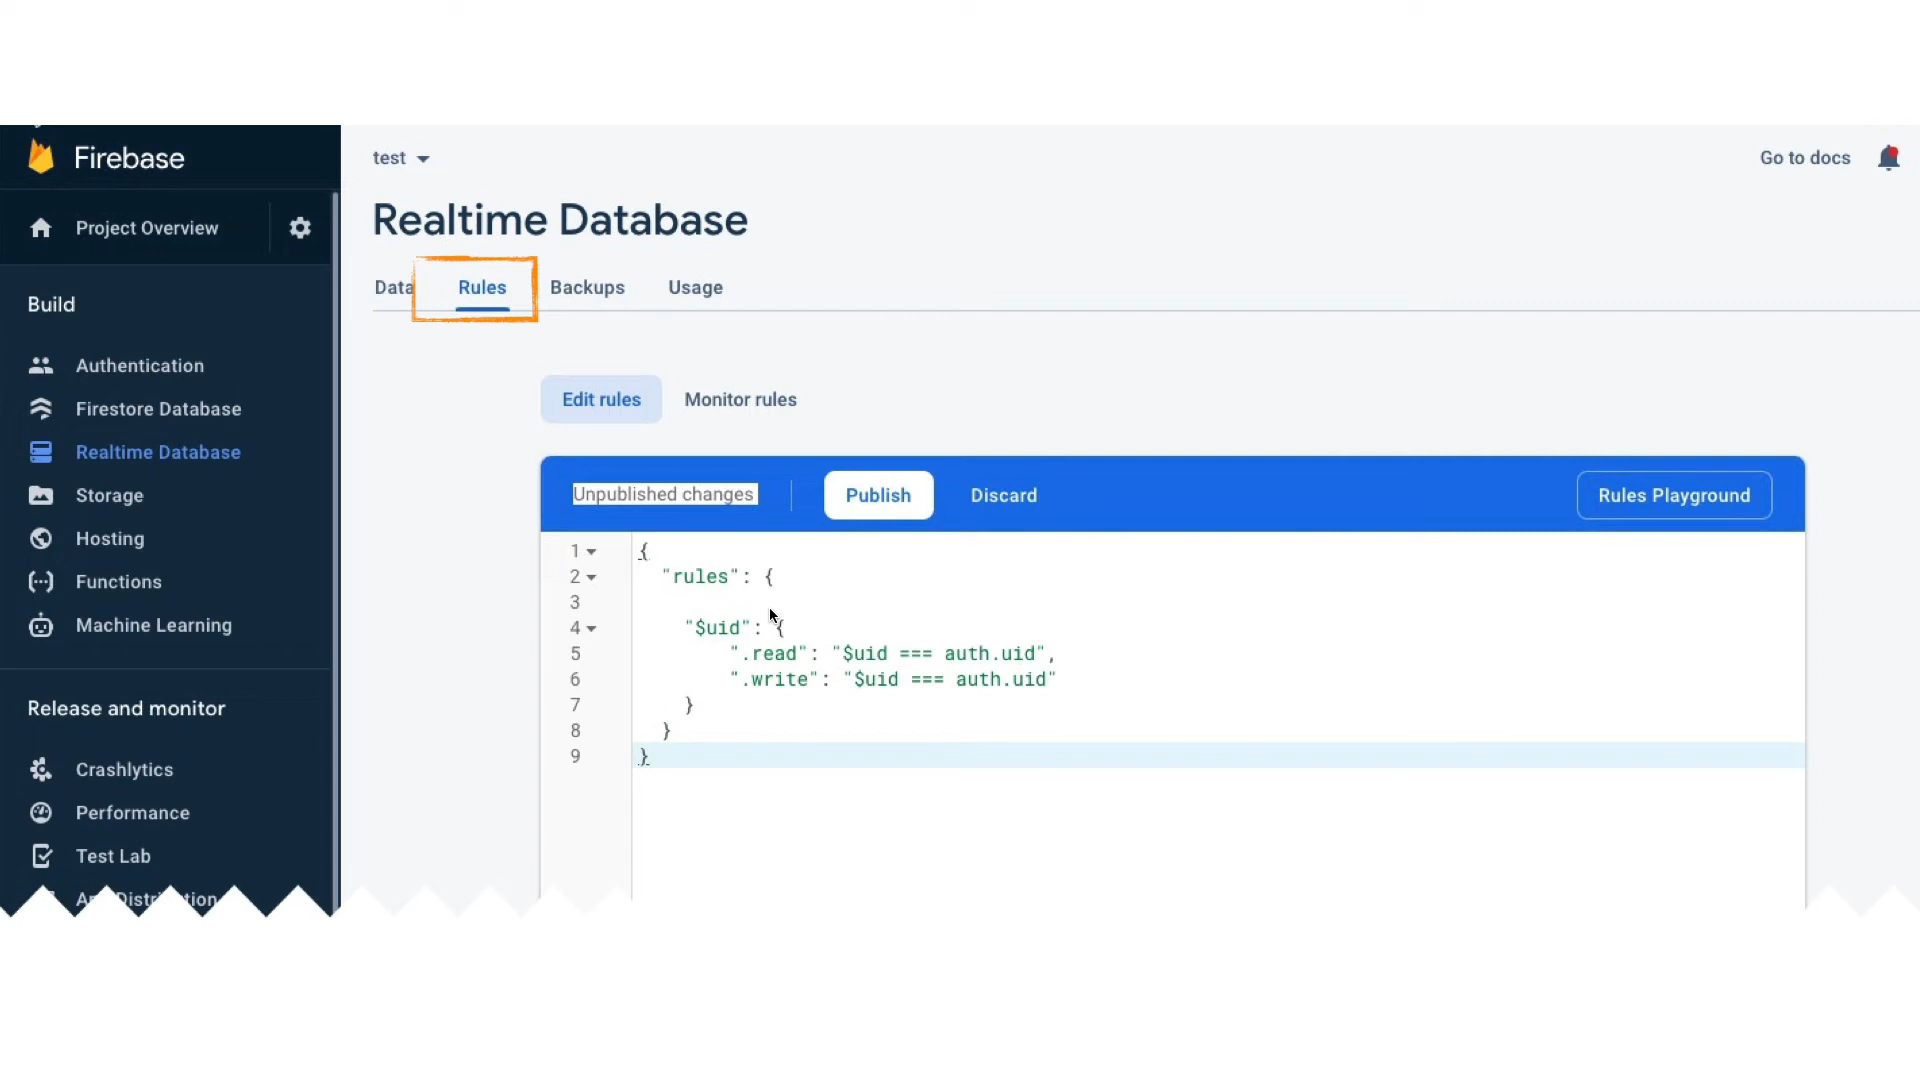 Firebase
Project Overview
Build
Authentication
Firestore Database
Realtime Database
Storage
Hosting
Functions
Machine Learning
Release and monitor
Crashlytics
Performance
Test Lab
test
Go to docs
Realtime Database
Data Rules Backups Usage
Edit rules Monitor rules
Unpublished changes Publish Discard Rules Playground
1 {
2 "rules": {
3
4 "$uid": {
5 ".read": "$uid === auth.uid",
6 ".write": "$uid === auth.uid"
7 }
8 }
9 }